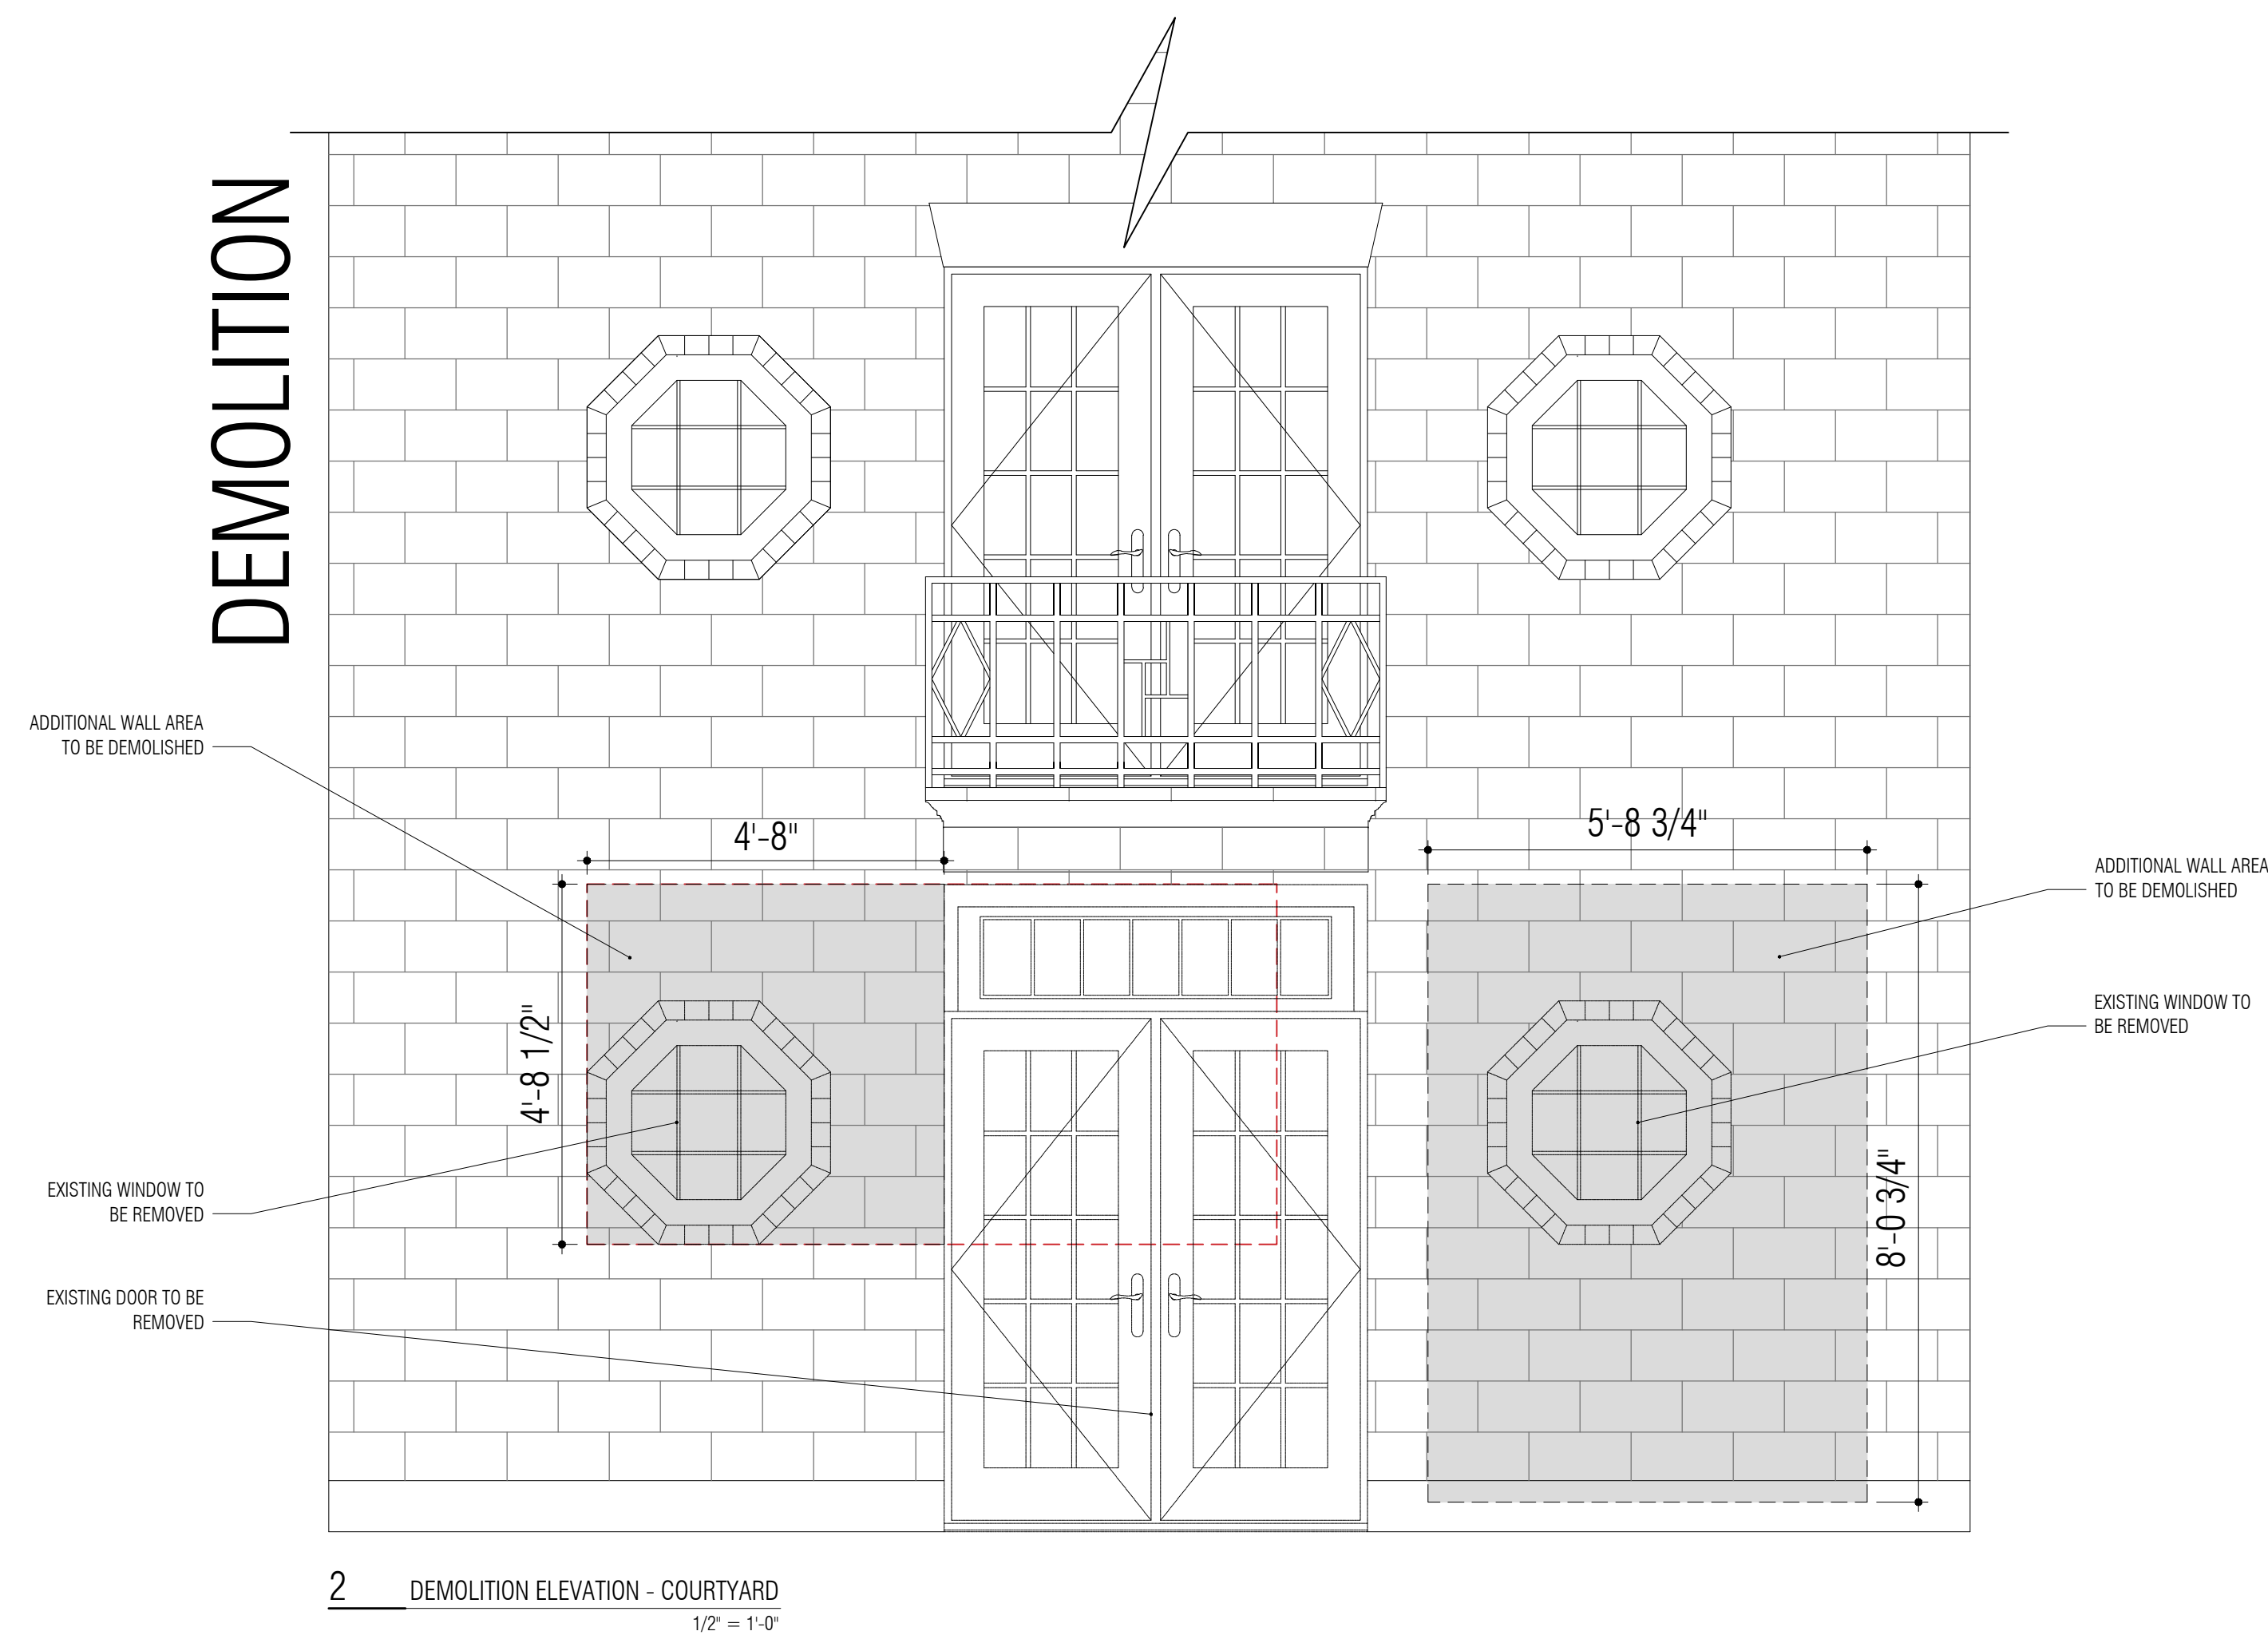 DEMOLITION
ADDITIONAL WALL AREA
TO BE DEMOLISHED
4'-8"
5'-8 3/4"
ADDITIONAL WALL AREA
TO BE DEMOLISHED
4'-8 1/2"
EXISTING WINDOW TO
BE REMOVED
8'-0 3/4"
EXISTING WINDOW TO
BE REMOVED
EXISTING DOOR TO BE
REMOVED
2 DEMOLITION ELEVATION - COURTYARD
1/2" = 1'-0"